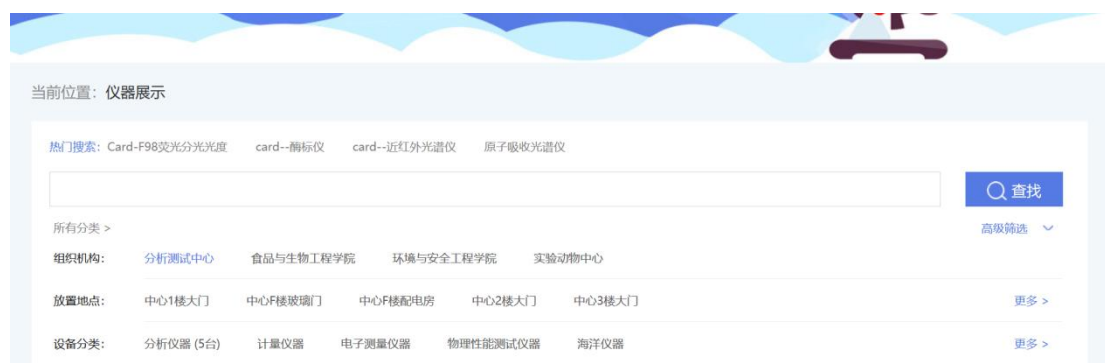 当前位置：仪器展示
热门搜索：Card-F98荧光分光光度 card--酶标仪 card--近红外光谱仪 原子吸收光谱仪
查找
所有分类 > 高级筛选
组织机构： 分析测试中心 食品与生物工程学院 环境与安全工程学院 实验动物中心
放置地点： 中心1楼大门 中心F楼玻璃门 中心F楼配电房 中心2楼大门 中心3楼大门 更多 >
设备分类： 分析仪器 (5台) 计量仪器 电子测量仪器 物理性能测试仪器 海洋仪器 更多 >